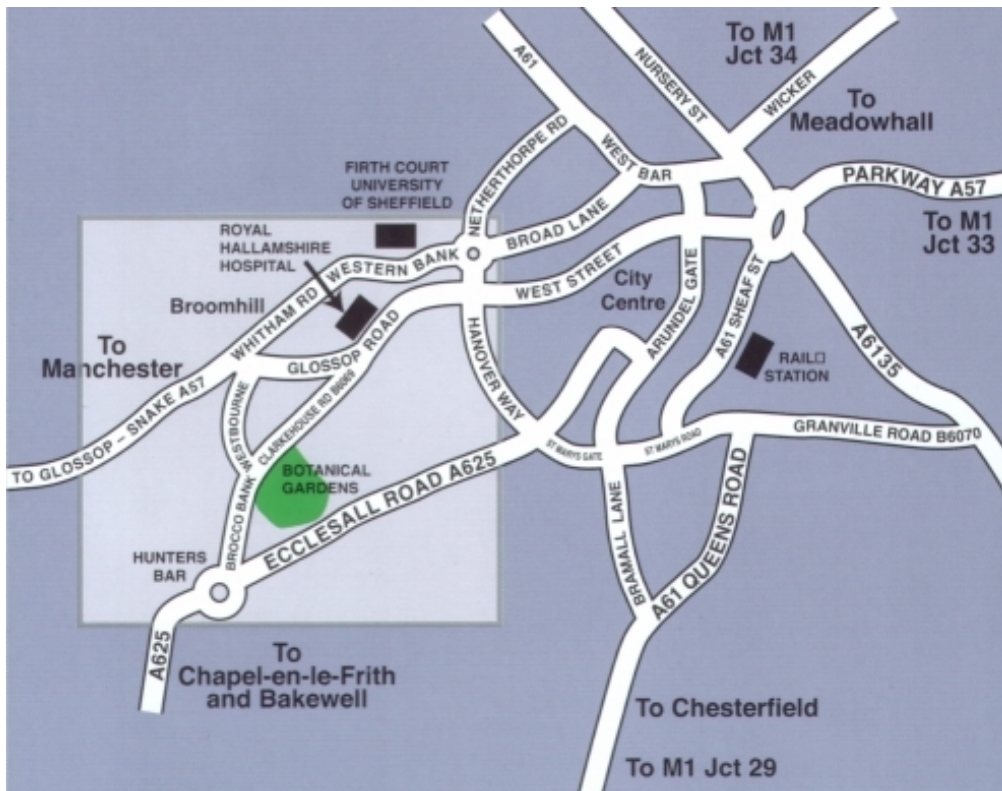 A61
NURSERY ST
To M1
Jct 34
WICKER
To
Meadowhall
NETHERTHORPE RD
WEST BAR
PARKWAY A57
To M1
Jct 33
FIRTH COURT
UNIVERSITY
OF SHEFFIELD
ROYAL
HALLAMSHIRE
HOSPITAL
WESTERN BANK
BROAD LANE
WEST STREET
City
Centre
ARUNDEL GATE
A61 SHEAF ST
A6135
Broomhill
WHITHAM RD
To
Manchester
GLOSSOP ROAD
HANOVER WAY
RAIL□
STATION
TO GLOSSOP – SNAKE A57
WESTBOURNE
CLARKEHOUSE RD B6069
BOTANICAL
GARDENS
ECCLESALL ROAD A625
ST MARYS GATE
ST MARYS ROAD
GRANVILLE ROAD B6070
BROCCO BANK
HUNTERS
BAR
BRAMALL LANE
A61 QUEENS ROAD
A625
To
Chapel-en-le-Frith
and Bakewell
To Chesterfield
To M1 Jct 29